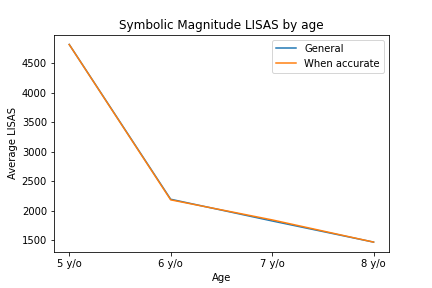 Symbolic Magnitude LISAS by age
General
When accurate
Average LISAS
4500
4000
3500
3000
2500
2000
1500
5 y/o
6 y/o
7 y/o
8 y/o
Age